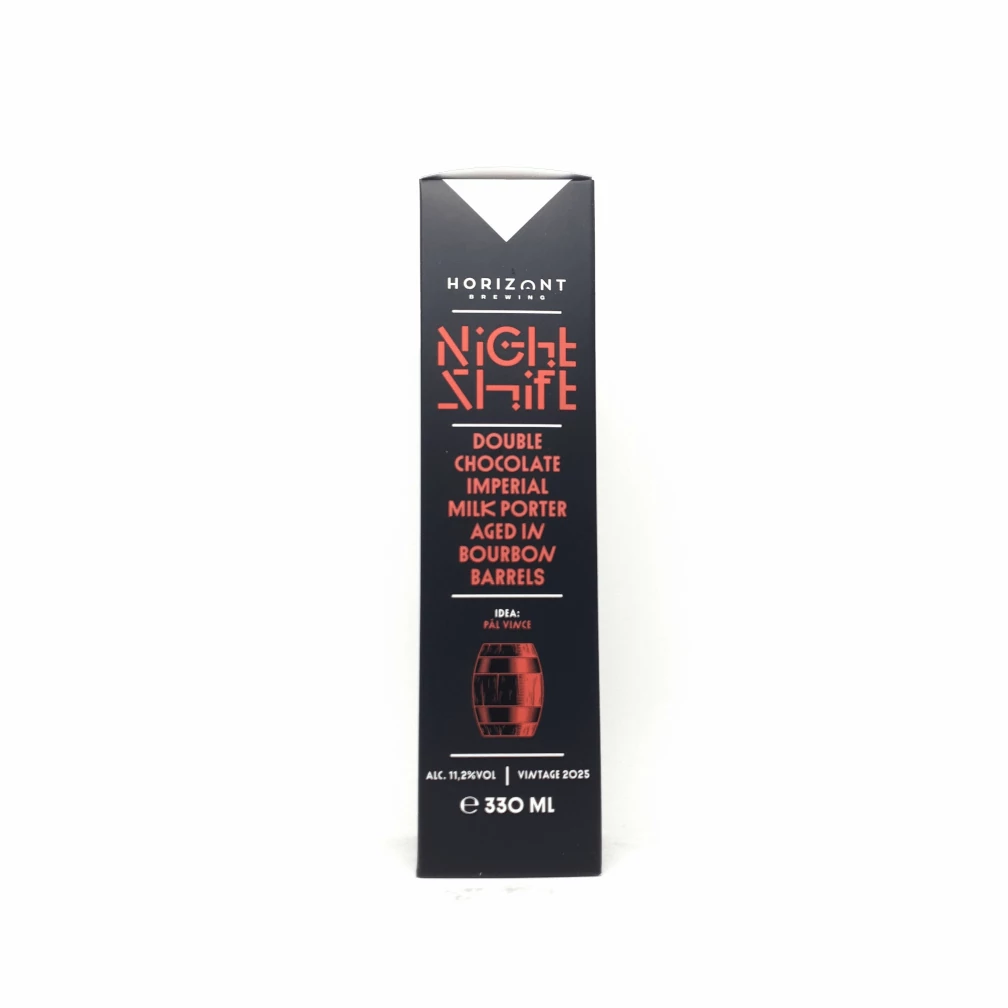 HORIZONT
BREWING
NiGht
Shift
DOUBLE
CHOCOLATE
IMPERIAL
MILK PORTER
AGED IN
BOURBON
BARRELS
IDEA:
PÁL VINCE
ALC. 11,2%VOL | VINTAGE 2025
℮ 330 ML